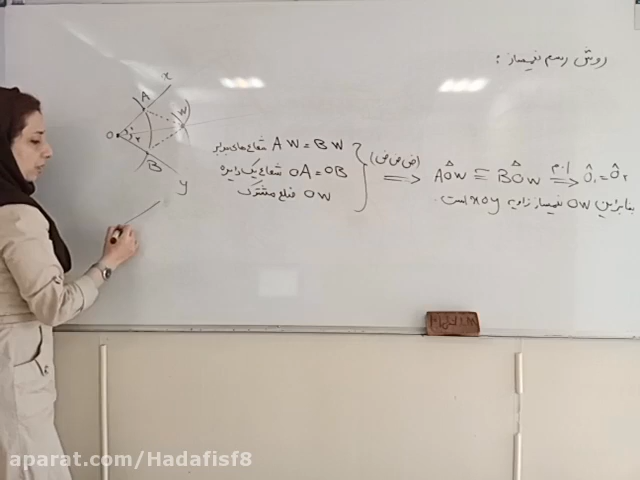 روش رسم نیمساز :
x
A
O
W
B
y
AW = BW شعاع های برابر
OA = OB شعاع یک دایره
OW ضلع مشترک
(ض ض ض) ⟹ AÔW ≅ BÔW ⟹ (ا.م) Ô₁ = Ô₂
بنابراین OW نیمساز زاویه xoy است.
aparat.com/Hadafisf8